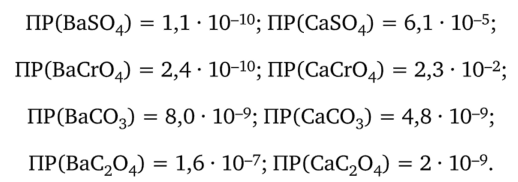 ПР(BaSO₄) = 1,1 · 10⁻¹⁰; ПР(CaSO₄) = 6,1 · 10⁻⁵;
ПР(BaCrO₄) = 2,4 · 10⁻¹⁰; ПР(CaCrO₄) = 2,3 · 10⁻²;
ПР(BaCO₃) = 8,0 · 10⁻⁹; ПР(CaCO₃) = 4,8 · 10⁻⁹;
ПР(BaC₂O₄) = 1,6 · 10⁻⁷; ПР(CaC₂O₄) = 2 · 10⁻⁹.